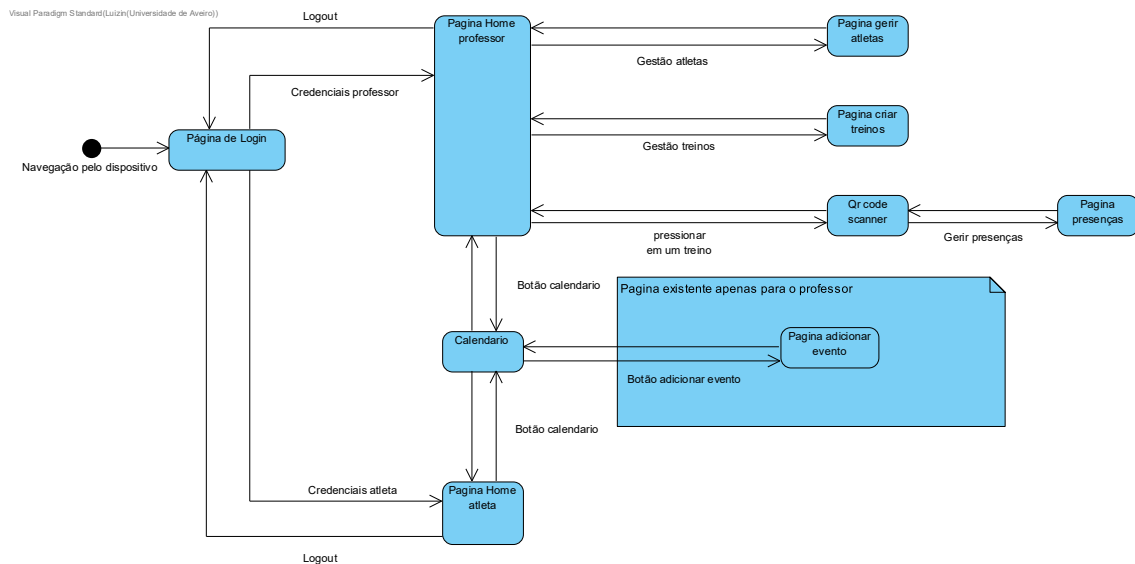 Visual Paradigm Standard(Luizin(Universidade de Aveiro))
Logout
Pagina Home
professor
Pagina gerir
atletas
Gestão atletas
Credenciais professor
Pagina criar
treinos
Página de Login
Gestão treinos
Navegação pelo dispositivo
Qr code
scanner
Pagina
presenças
pressionar
em um treino
Gerir presenças
Botão calendario
Pagina existente apenas para o professor
Calendario
Pagina adicionar
evento
Botão adicionar evento
Botão calendario
Credenciais atleta
Pagina Home
atleta
Logout